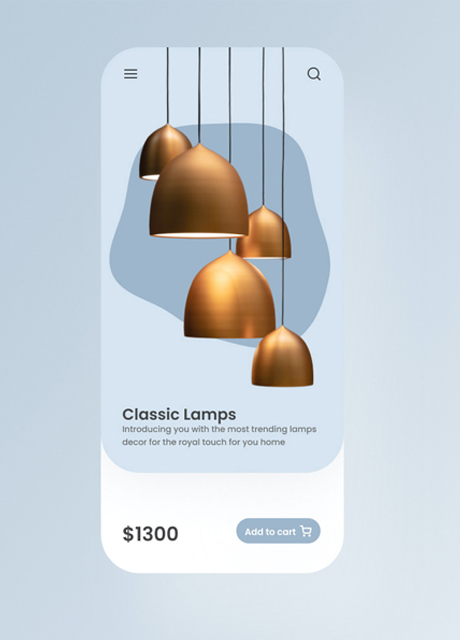 Classic Lamps
Introducing you with the most trending lamps
decor for the royal touch for you home
$1300
Add to cart